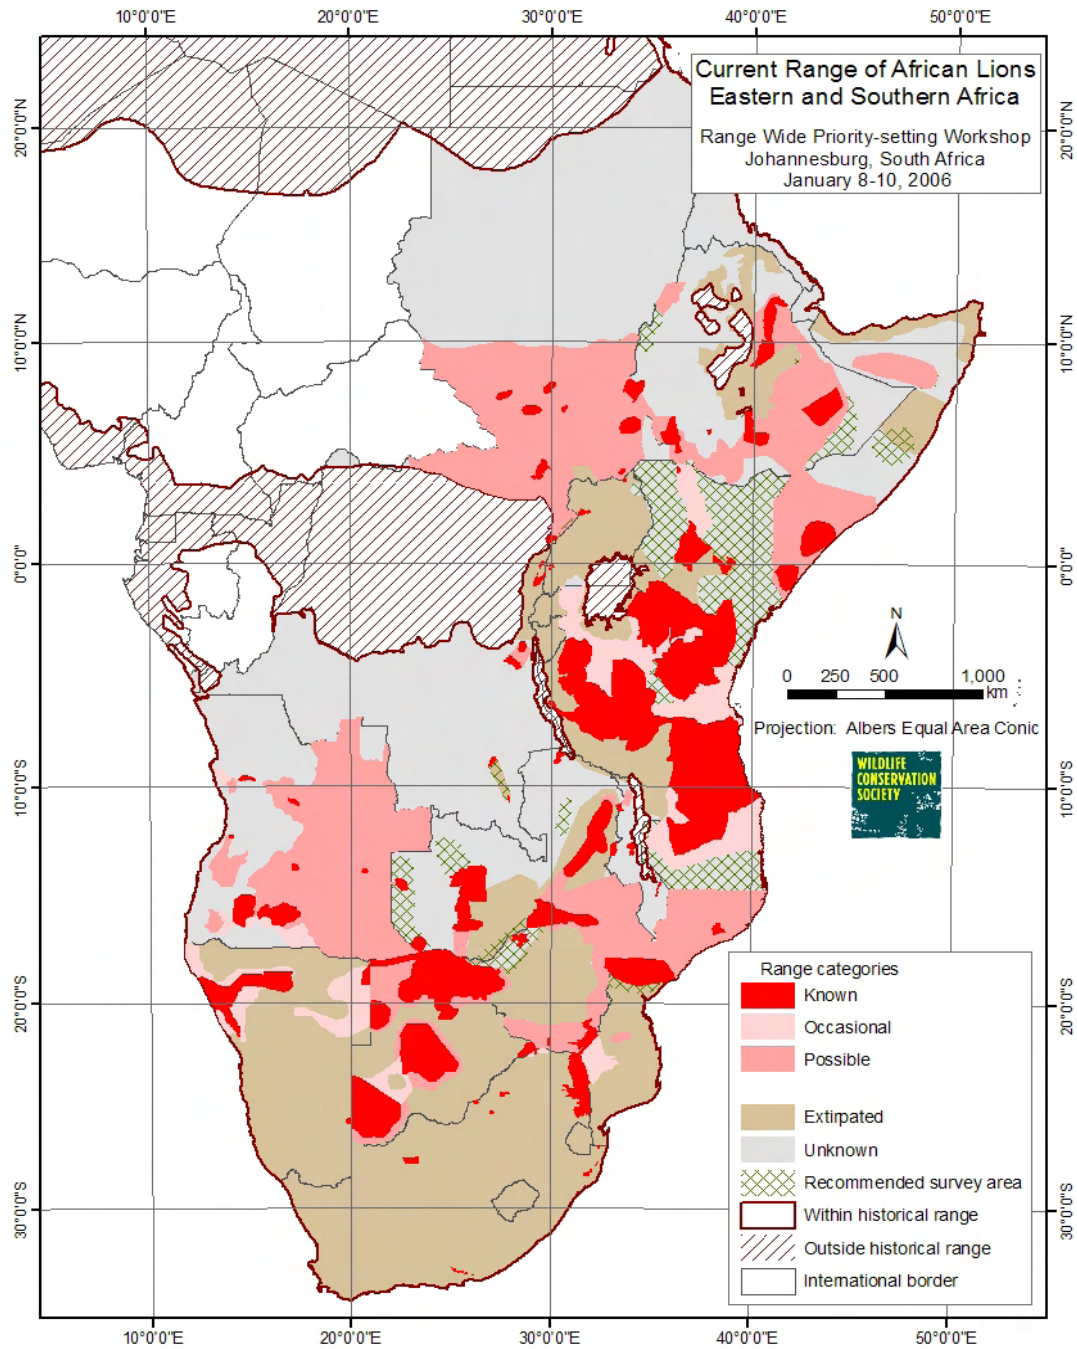 10°0'0"E 20°0'0"E 30°0'0"E 40°0'0"E 50°0'0"E
Current Range of African Lions
Eastern and Southern Africa
Range Wide Priority-setting Workshop
Johannesburg, South Africa
January 8-10, 2006
20°0'0"N 20°0'0"N
10°0'0"N 10°0'0"N
0°0'0" 0°0'0"
N
0 250 500 1,000
km
Projection: Albers Equal Area Conic
WILDLIFE
CONSERVATION
SOCIETY
10°0'0"S 10°0'0"S
Range categories
Known
20°0'0"S 20°0'0"S
Occasional
Possible
Extirpated
Unknown
Recommended survey area
Within historical range
30°0'0"S 30°0'0"S
Outside historical range
International border
10°0'0"E 20°0'0"E 30°0'0"E 40°0'0"E 50°0'0"E